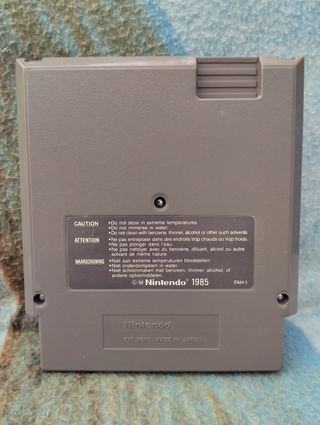 CAUTION •Do not store in extreme temperatures.
•Do not immerse in water.
•Do not clean with benzene, thinner, alcohol or other such solvents.
ATTENTION •Ne pas entreposer dans des endroits trop chauds ou trop froids.
•Ne pas plonger dans l'eau.
•Ne pas nettoyer avec du benzène, diluant, alcool ou autre
solvant de même nature.
WAARSCHUWING •Niet aan extreme temperaturen blootstellen.
•Niet onderdompelen in water.
•Niet schoonmaken met benzeen, thinner, alcohol, of
andere oplosmiddelen.
©M Nintendo® 1985 FAH-1
Nintendo®
PAT. PEND. / MADE IN JAPAN